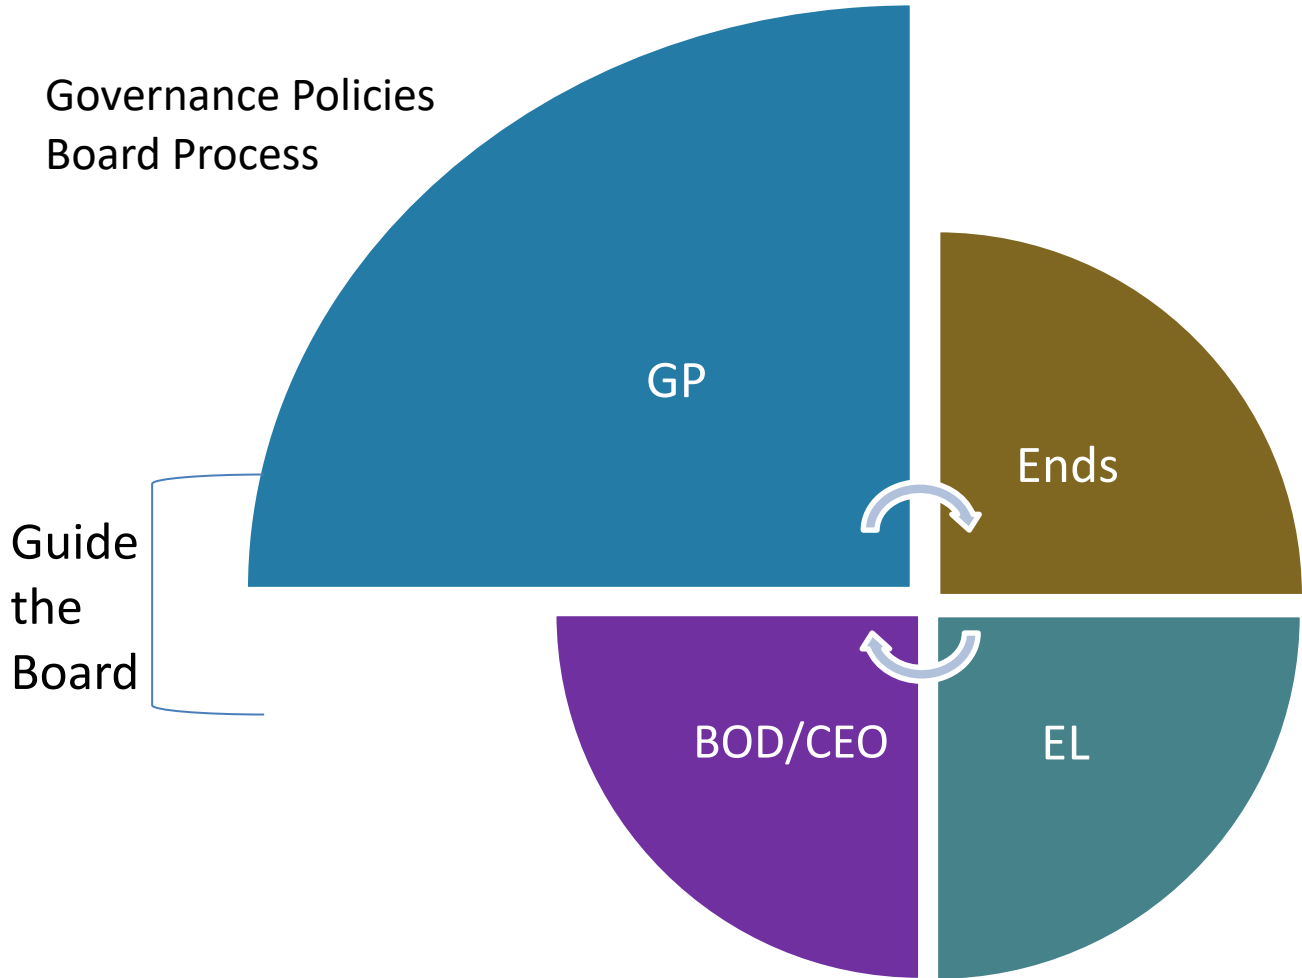 Governance Policies
Board Process
GP
Ends
Guide
the
Board
BOD/CEO
EL